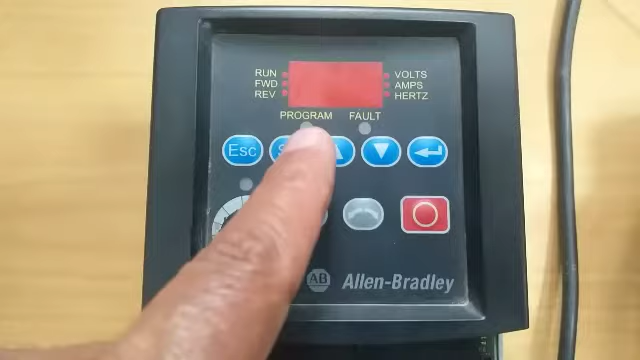 RUN
FWD
REV
VOLTS
AMPS
HERTZ
PROGRAM FAULT
Esc
AB Allen-Bradley